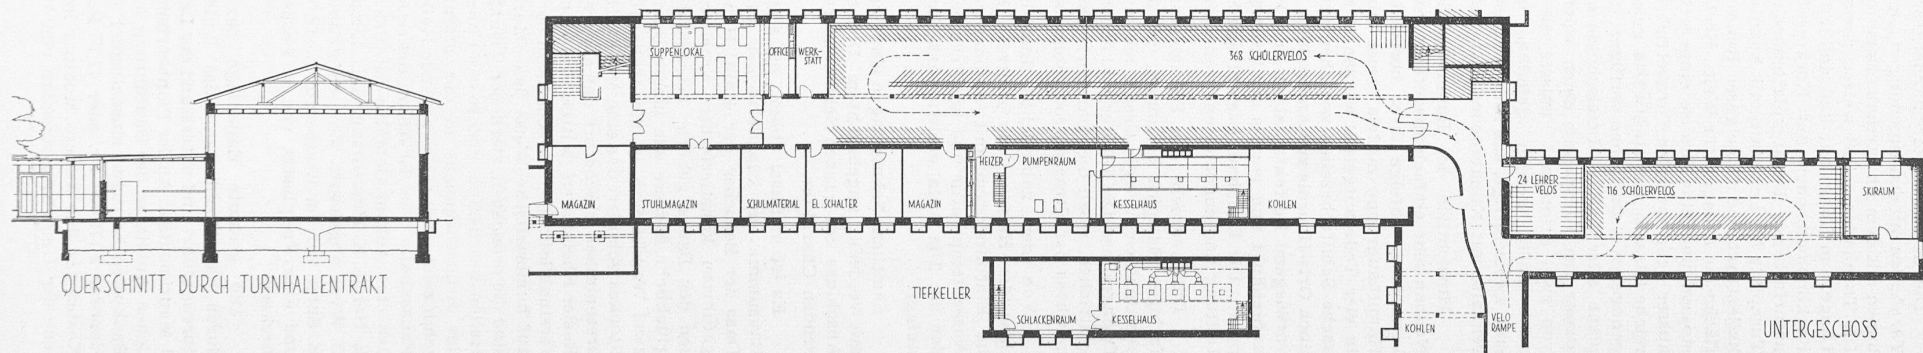 SUPPENLOKAL
OFFICE
WERK-
STATT
368 SCHÜLERVELOS
MAGAZIN
STUHLMAGAZIN
SCHULMATERIAL
EL. SCHALTER
MAGAZIN
HEIZER
PUMPENRAUM
KESSELHAUS
KOHLEN
24 LEHRER
VELOS
116 SCHÜLERVELOS
SKIRAUM
QUERSCHNITT DURCH TURNHALLENTRAKT
TIEFKELLER
SCHLACKENRAUM
KESSELHAUS
KOHLEN
VELO
RAMPE
UNTERGESCHOSS